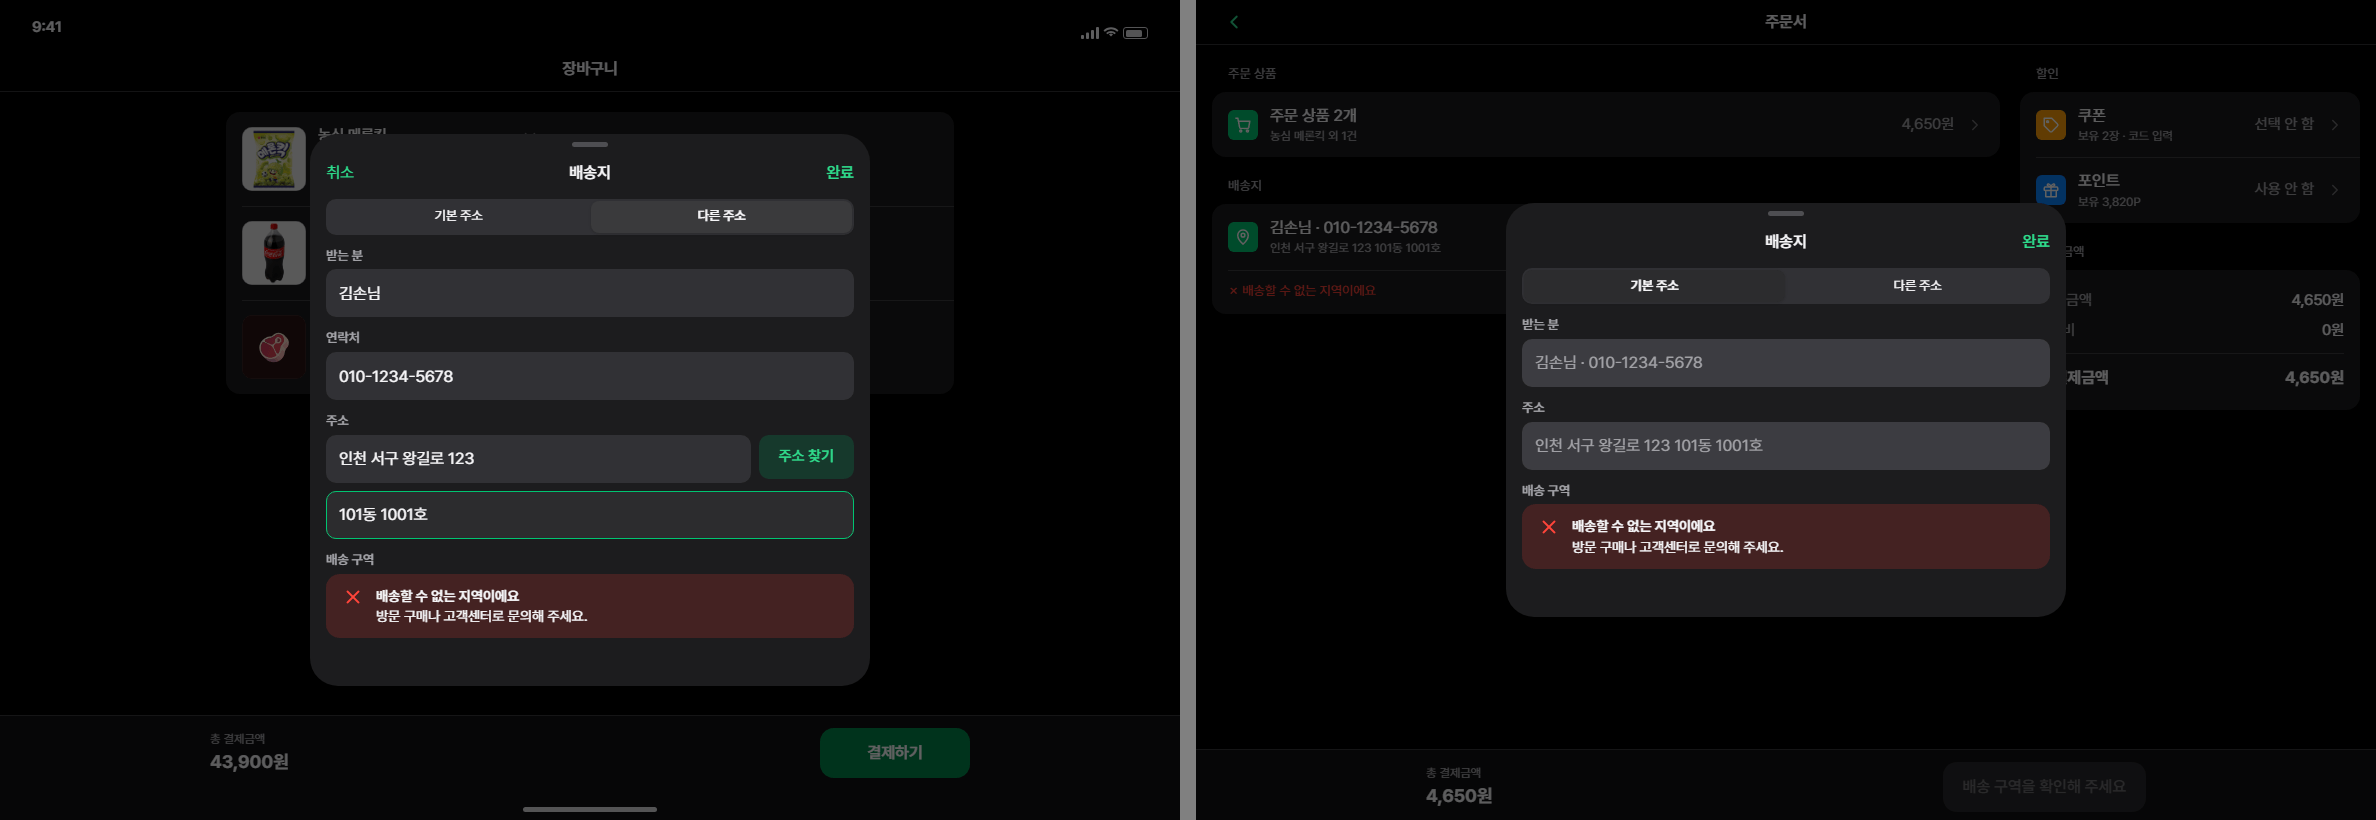 9:41
장바구니
농심 메론킥
취소
배송지
완료
기본 주소
다른 주소
받는 분
김손님
연락처
010-1234-5678
주소
인천 서구 왕길로 123
주소 찾기
101동 1001호
배송 구역
배송할 수 없는 지역이에요
방문 구매나 고객센터로 문의해 주세요.
총 결제금액
43,900원
결제하기
주문서
주문 상품
주문 상품 2개
농심 메론킥 외 1건
4,650원
배송지
김손님 · 010-1234-5678
인천 서구 왕길로 123 101동 1001호
× 배송할 수 없는 지역이에요
할인
쿠폰
보유 2장 · 코드 입력
선택 안 함
포인트
보유 3,820P
사용 안 함
금액
금액
4,650원
비
0원
제금액
4,650원
배송지
완료
기본 주소
다른 주소
받는 분
김손님 · 010-1234-5678
주소
인천 서구 왕길로 123 101동 1001호
배송 구역
배송할 수 없는 지역이에요
방문 구매나 고객센터로 문의해 주세요.
총 결제금액
4,650원
배송 구역을 확인해 주세요